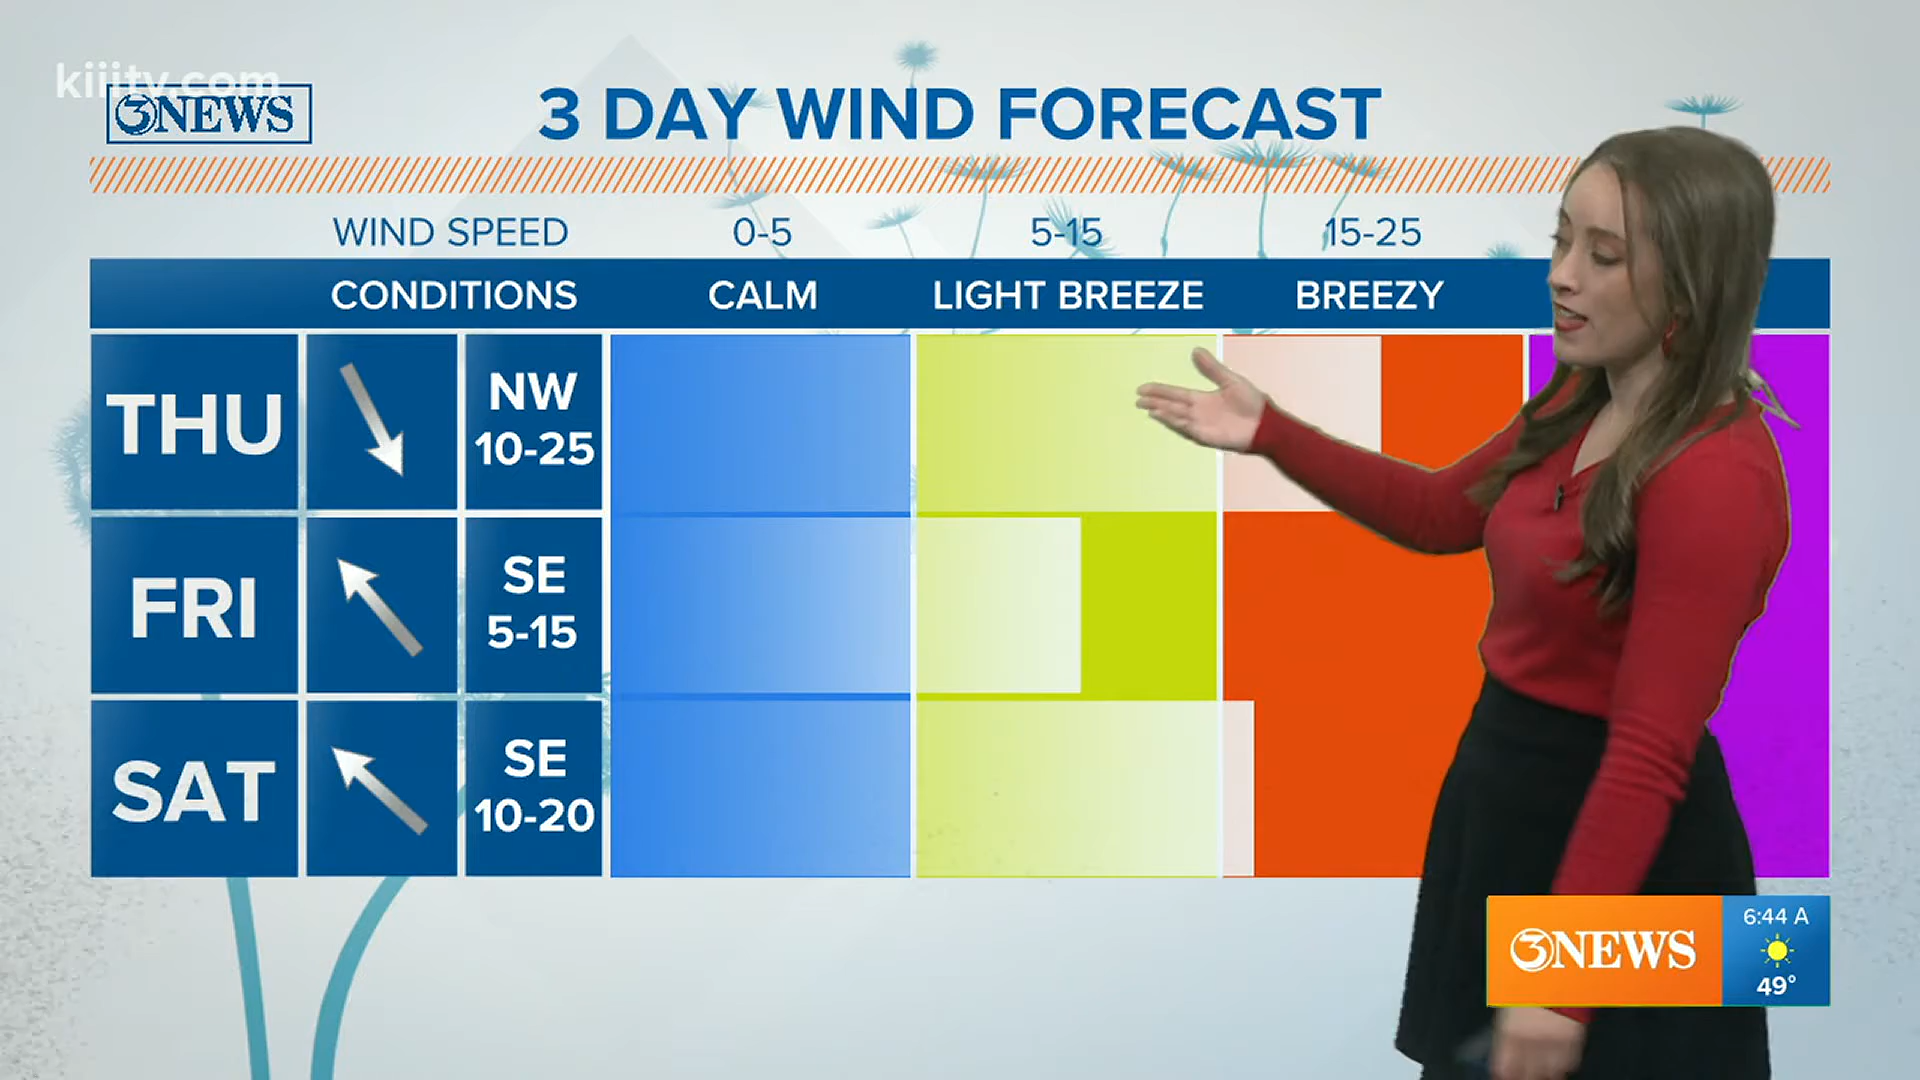 kiiitv.com
3NEWS
3 DAY WIND FORECAST
WIND SPEED 0-5 5-15 15-25
CONDITIONS CALM LIGHT BREEZE BREEZY
THU NW 10-25
FRI SE 5-15
SAT SE 10-20
3NEWS
6:44 A
49°